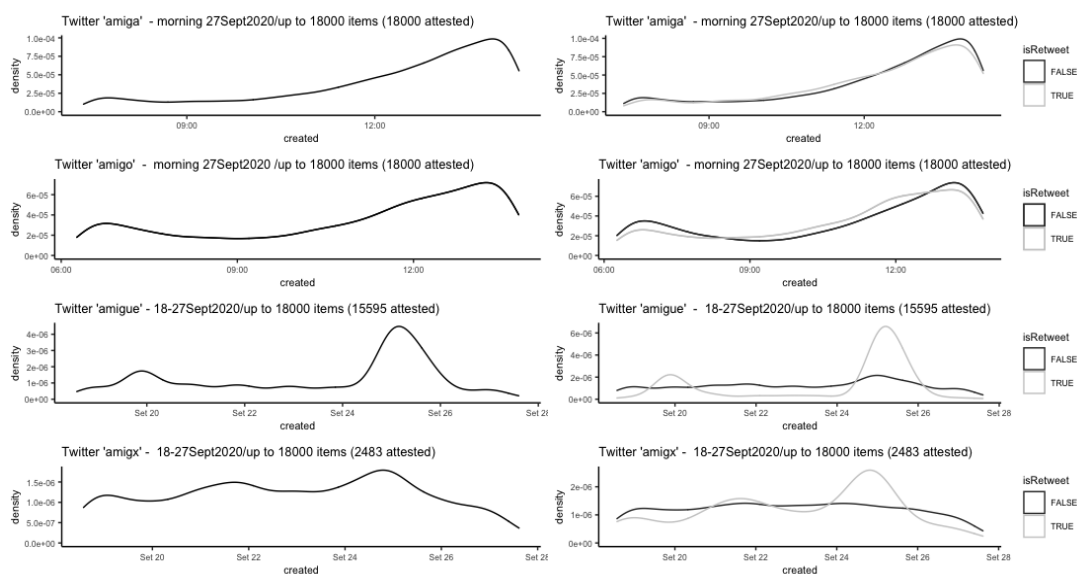 Twitter 'amiga' - morning 27Sept2020/up to 18000 items (18000 attested)
1.0e-04
7.5e-05
5.0e-05
2.5e-05
0.0e+00
density
09:00 12:00
created
Twitter 'amiga' - morning 27Sept2020/up to 18000 items (18000 attested)
1.0e-04
7.5e-05
5.0e-05
2.5e-05
0.0e+00
density
09:00 12:00
created
isRetweet
FALSE
TRUE
Twitter 'amigo' - morning 27Sept2020 /up to 18000 items (18000 attested)
6e-05
4e-05
2e-05
0e+00
density
06:00 09:00 12:00
created
Twitter 'amigo' - morning 27Sept2020/up to 18000 items (18000 attested)
6e-05
4e-05
2e-05
0e+00
density
06:00 09:00 12:00
created
isRetweet
FALSE
TRUE
Twitter 'amigue' - 18-27Sept2020/up to 18000 items (15595 attested)
4e-06
3e-06
2e-06
1e-06
0e+00
density
Set 20 Set 22 Set 24 Set 26 Set 28
created
Twitter 'amigue' - 18-27Sept2020/up to 18000 items (15595 attested)
6e-06
4e-06
2e-06
0e+00
density
Set 20 Set 22 Set 24 Set 26 Set 28
created
isRetweet
FALSE
TRUE
Twitter 'amigx' - 18-27Sept2020/up to 18000 items (2483 attested)
1.5e-06
1.0e-06
5.0e-07
0.0e+00
density
Set 20 Set 22 Set 24 Set 26 Set 28
created
Twitter 'amigx' - 18-27Sept2020/up to 18000 items (2483 attested)
2e-06
1e-06
0e+00
density
Set 20 Set 22 Set 24 Set 26 Set 28
created
isRetweet
FALSE
TRUE